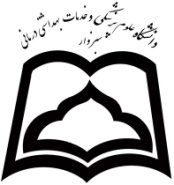 دانشگاه علوم پزشکی و خدمات بهداشتی درمانی
سبزوار